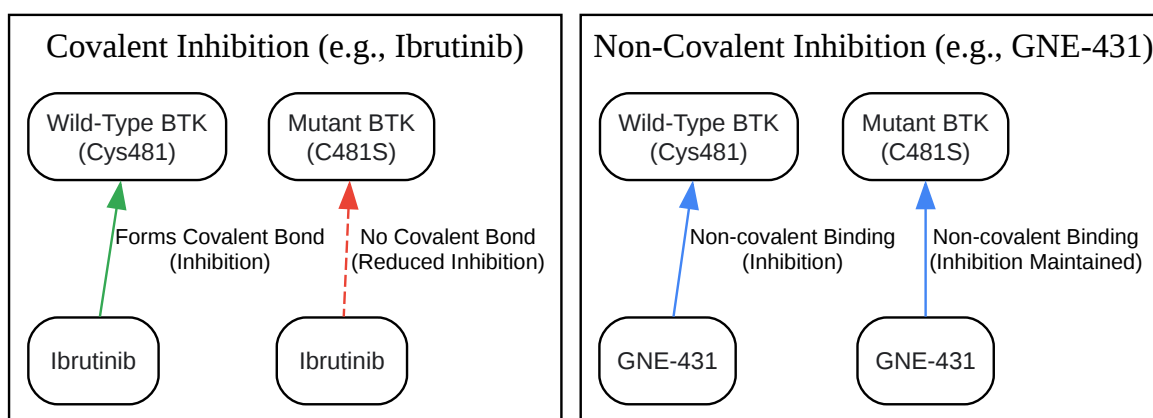 Covalent Inhibition (e.g., Ibrutinib)
Wild-Type BTK
(Cys481)
Mutant BTK
(C481S)
Forms Covalent Bond
(Inhibition)
No Covalent Bond
(Reduced Inhibition)
Ibrutinib
Ibrutinib
Non-Covalent Inhibition (e.g., GNE-431)
Wild-Type BTK
(Cys481)
Mutant BTK
(C481S)
Non-covalent Binding
(Inhibition)
Non-covalent Binding
(Inhibition Maintained)
GNE-431
GNE-431